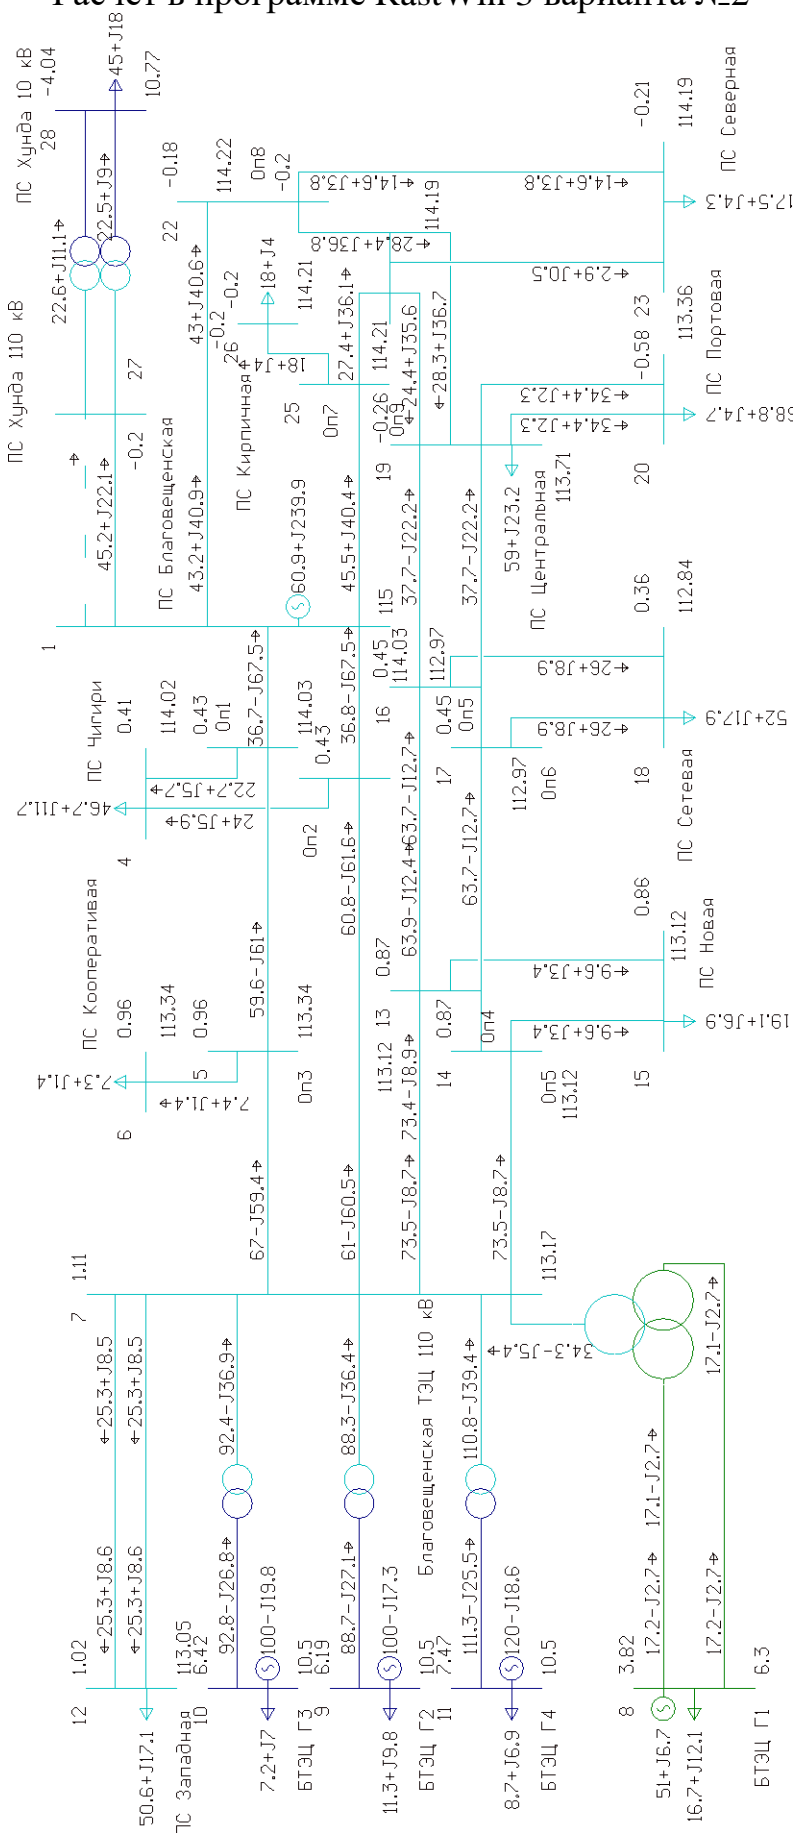 Расчёт в программе RastWin 3 варианта №2
ПС Хунда 10 кВ
-4.04
28
45+J18
10.77
22.6+J11.1
22.5+J9
ПС Хунда 110 кВ
27
-0.2
45.2+J22.1
22
-0.18
114.22
Оп8
-0.2
43+J40.6
43.2+J40.9
ПС Благовещенская
1
115
60.9+J239.9
ПС Кирпичная
26
-0.2
-0.2
18+J4
114.21
18+J4
25
Оп7
114.21
27.4+J36.1
45.5+J40.4
14.6+J3.8
14.6+J3.8
28.4+J36.8
114.19
2.9+J0.5
-0.21
114.19
ПС Северная
23
17.5+J4.3
-0.26
Оп9
24.4+J35.6
28.3+J36.7
19
113.71
59+J23.2
ПС Центральная
34.4+J2.3
34.4+J2.3
-0.58
113.36
ПС Портовая
20
68.8+J4.7
37.7-J22.2
37.7-J22.2
ПС Чигири
0.41
114.02
4
46.7+J11.7
22.7+J5.7
24+J5.9
0.43
Оп1
114.03
36.7-J67.5
36.8-J67.5
0.43
Оп2
114.03
16
0.45
112.97
17
0.45
Оп5
112.97
Оп6
26+J8.9
26+J8.9
0.36
112.84
18
ПС Сетевая
52+J17.9
63.7-J12.7
63.7-J12.7
63.9-J12.4
60.8-J61.6
59.6-J61
ПС Кооператив­ая
0.96
113.34
6
7.3+J1.4
7.4+J1.4
5
0.96
113.34
Оп3
13
0.87
113.12
14
0.87
Оп4
Оп5
113.12
9.6+J3.4
9.6+J3.4
0.86
113.12
ПС Новая
15
19.1+J6.9
67-J59.4
61-J60.5
73.4-J8.9
73.5-J8.7
73.5-J8.7
7
1.11
113.17
Благовещенская ТЭЦ 110 кВ
34.3-J5.4
25.3+J8.5
25.3+J8.5
25.3+J8.6
25.3+J8.6
12
1.02
113.05
50.6+J17.1
ПС Западная
92.4-J36.9
92.8-J26.8
10
6.42
100-J19.8
10.5
7.2+J7
БТЭЦ Г3
88.3-J36.4
88.7-J27.1
9
6.19
100-J17.3
10.5
11.3+J9.8
БТЭЦ Г2
110.8-J39.4
111.3-J25.5
11
7.47
120-J18.6
10.5
8.7+J6.9
БТЭЦ Г4
17.1-J2.7
17.1-J2.7
17.2-J2.7
17.2-J2.7
8
3.82
6.3
51+J6.7
16.7+J12.1
БТЭЦ Г1